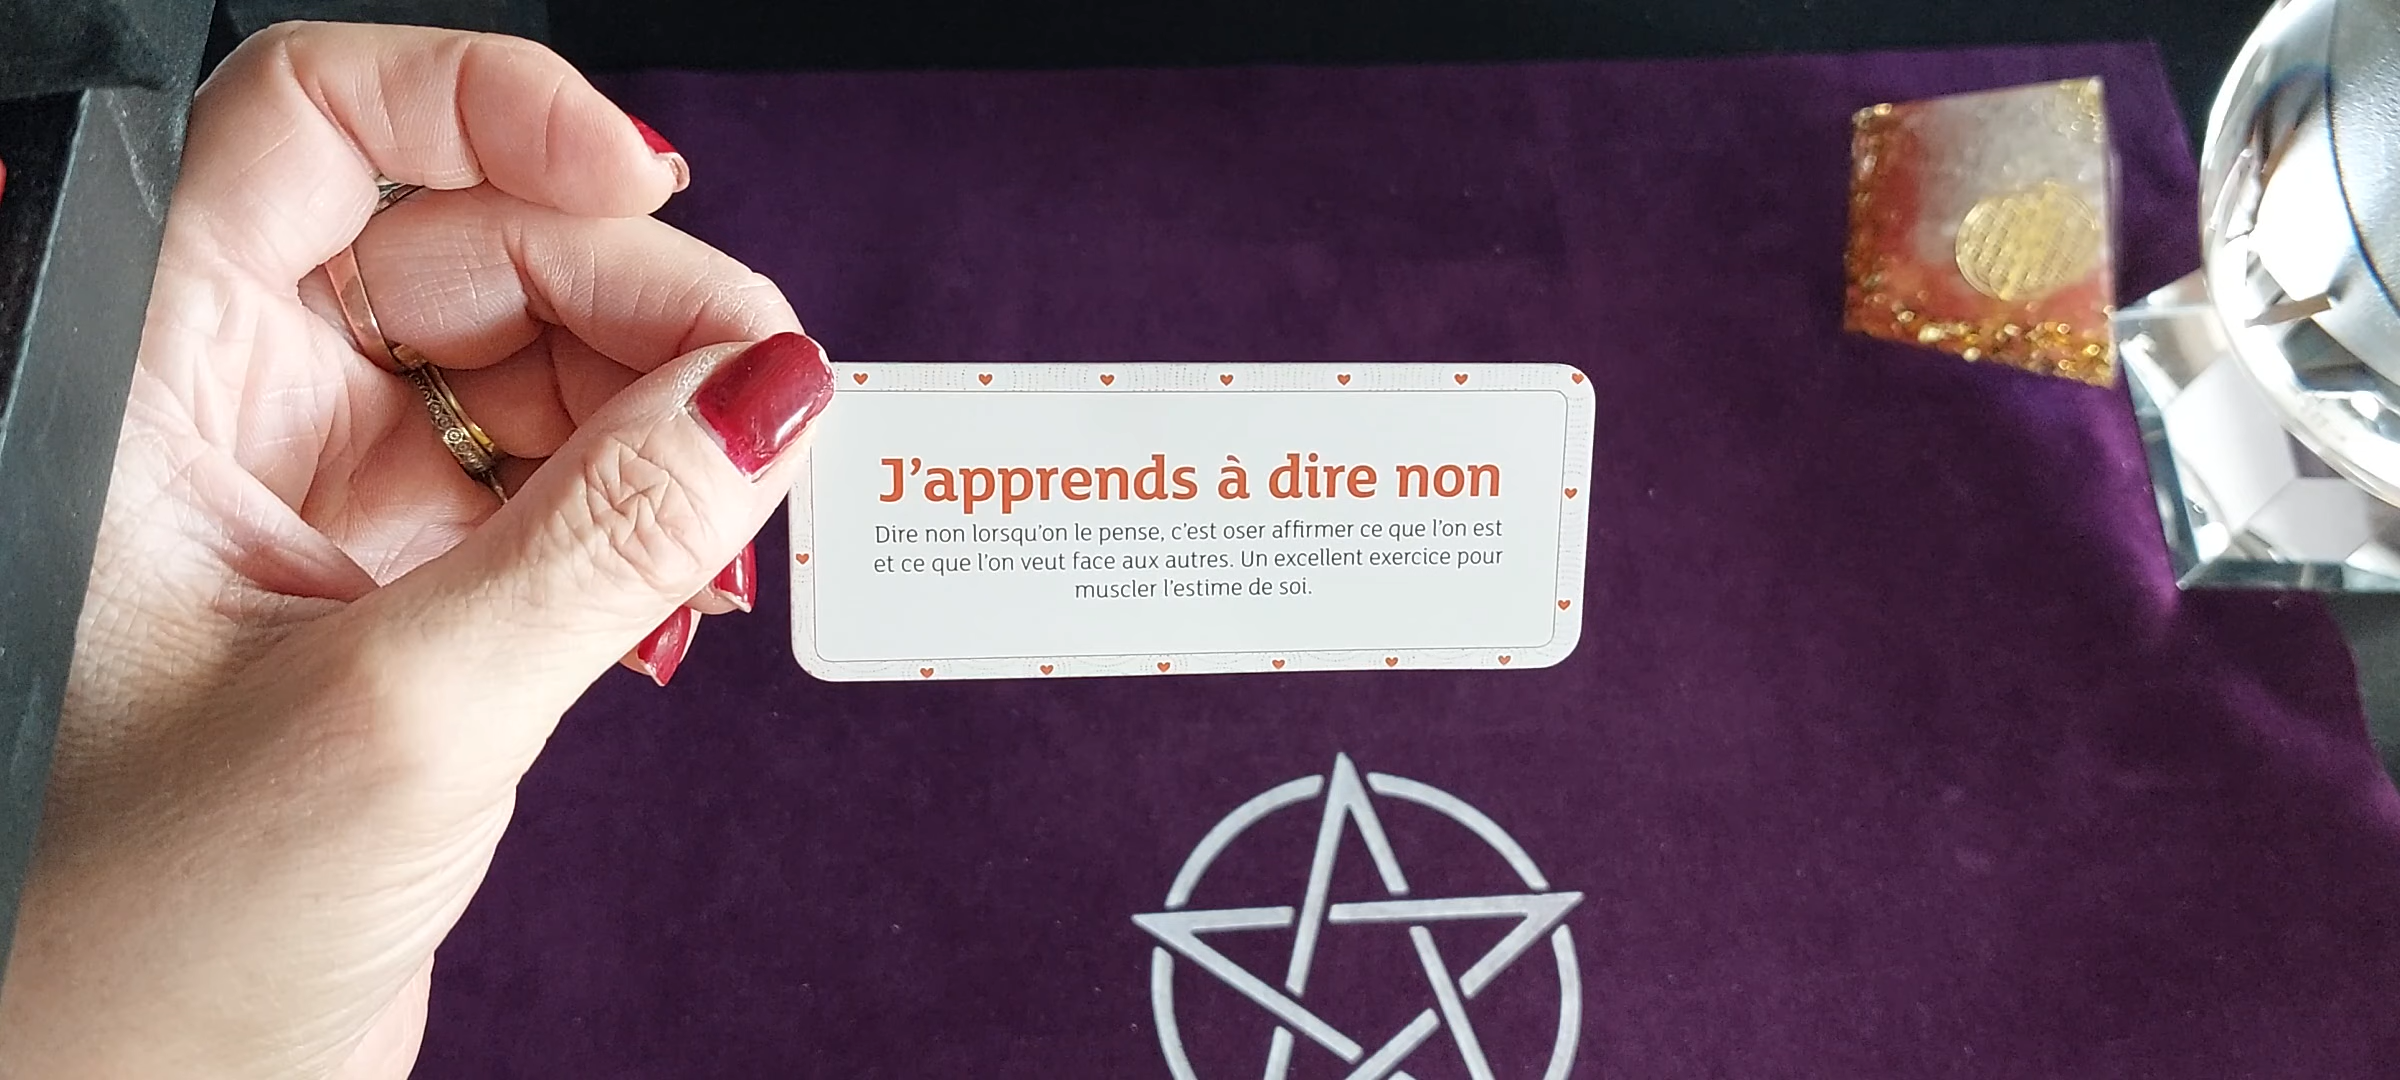 J'apprends à dire non
Dire non lorsqu'on le pense, c'est oser affirmer ce que l'on est
et ce que l'on veut face aux autres. Un excellent exercice pour
muscler l'estime de soi.